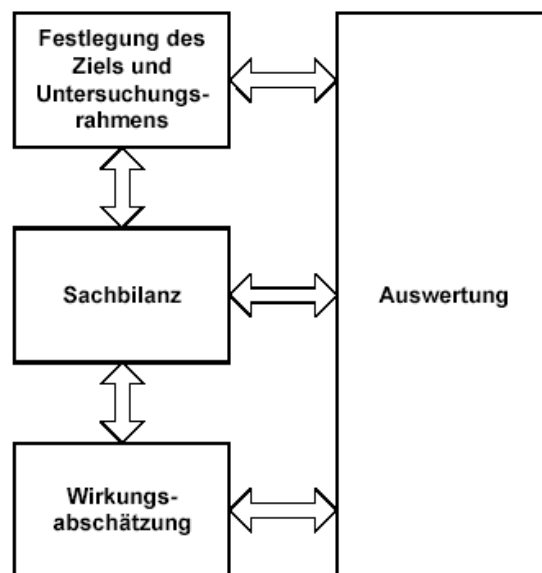 Festlegung des
Ziels und
Untersuchungs-
rahmens
Sachbilanz
Auswertung
Wirkungs-
abschätzung